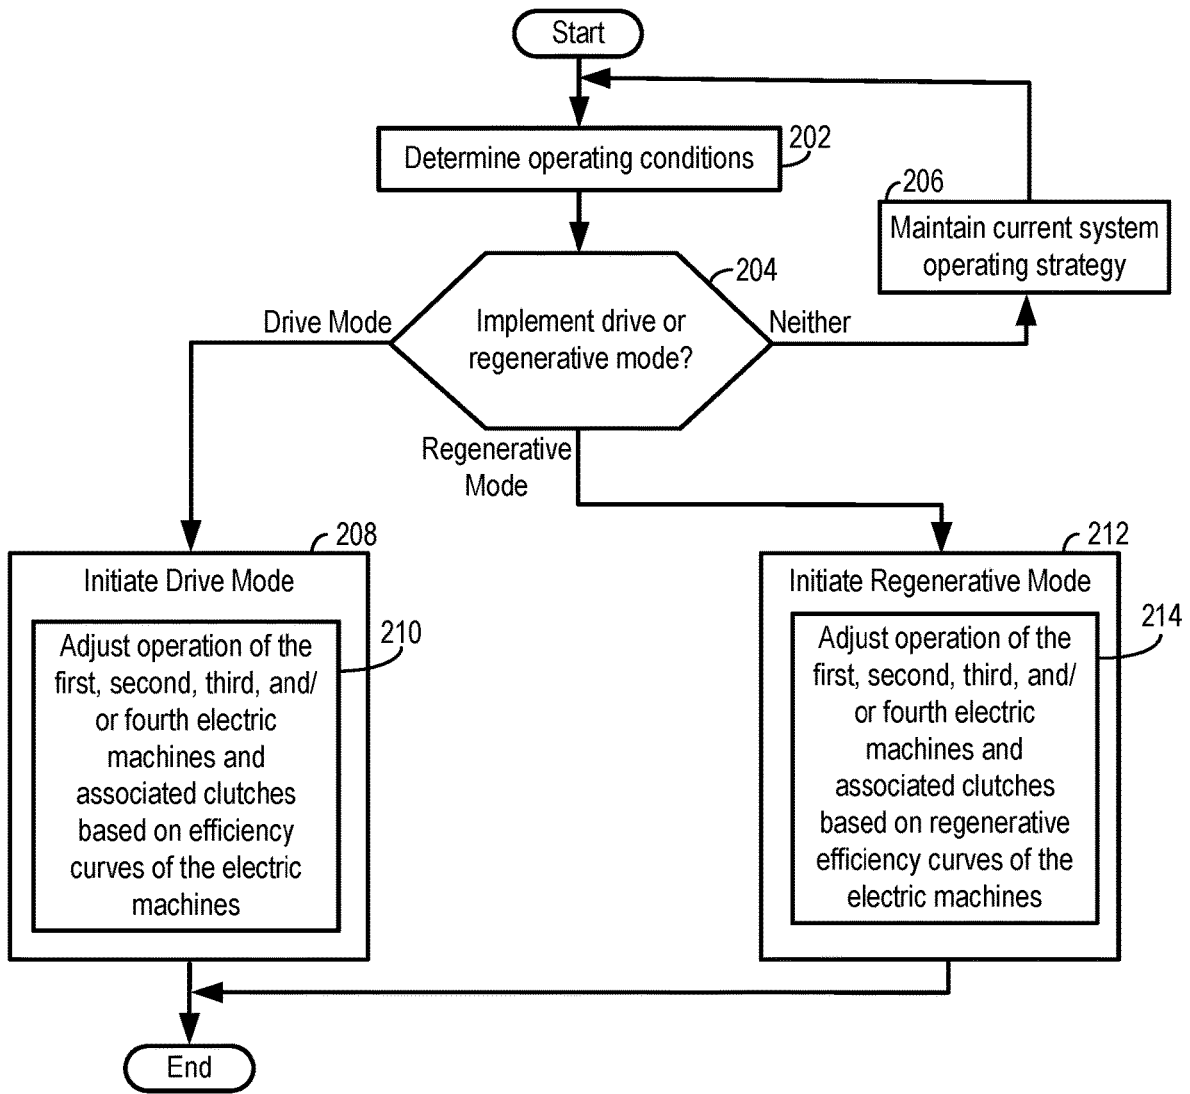 Start
Determine operating conditions
202
206
Maintain current system
operating strategy
204
Implement drive or
regenerative mode?
Drive Mode
Neither
Regenerative
Mode
208
Initiate Drive Mode
210
Adjust operation of the
first, second, third, and/
or fourth electric
machines and
associated clutches
based on efficiency
curves of the electric
machines
212
Initiate Regenerative Mode
214
Adjust operation of the
first, second, third, and/
or fourth electric
machines and
associated clutches
based on regenerative
efficiency curves of the
electric machines
End